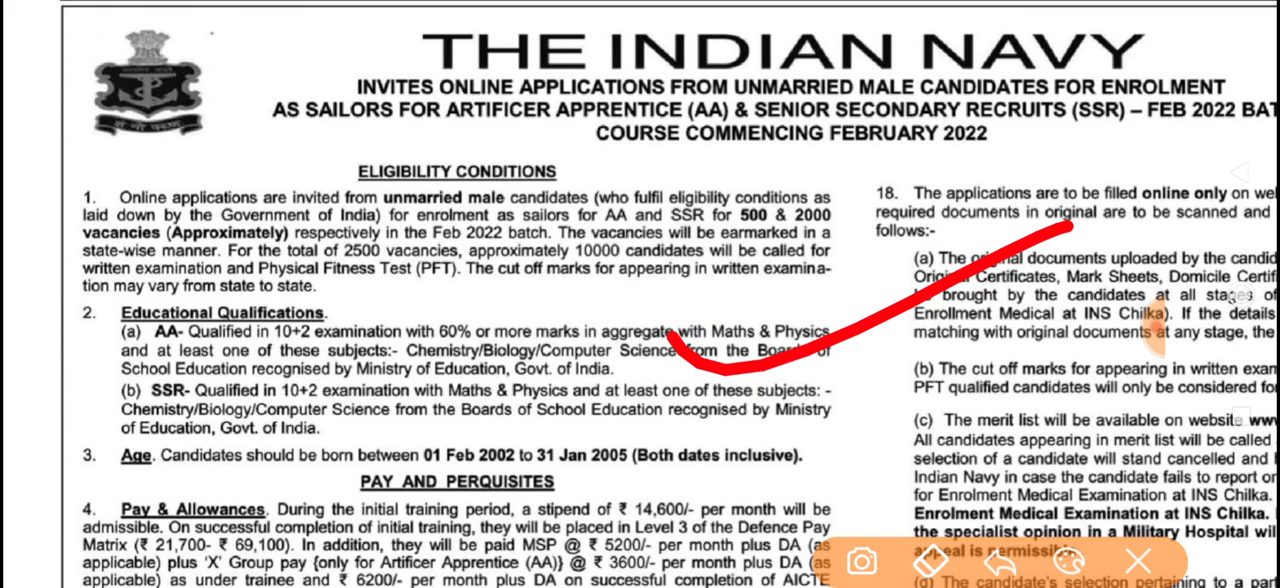 THE INDIAN NAVY
INVITES ONLINE APPLICATIONS FROM UNMARRIED MALE CANDIDATES FOR ENROLMENT
AS SAILORS FOR ARTIFICER APPRENTICE (AA) & SENIOR SECONDARY RECRUITS (SSR) – FEB 2022 BAT
COURSE COMMENCING FEBRUARY 2022
ELIGIBILITY CONDITIONS
1. Online applications are invited from unmarried male candidates (who fulfil eligibility conditions as
laid down by the Government of India) for enrolment as sailors for AA and SSR for 500 & 2000
vacancies (Approximately) respectively in the Feb 2022 batch. The vacancies will be earmarked in a
state-wise manner. For the total of 2500 vacancies, approximately 10000 candidates will be called for
written examination and Physical Fitness Test (PFT). The cut off marks for appearing in written examina-
tion may vary from state to state.
2. Educational Qualifications.
(a) AA- Qualified in 10+2 examination with 60% or more marks in aggregate with Maths & Physics
and at least one of these subjects:- Chemistry/Biology/Computer Science from the Boards of
School Education recognised by Ministry of Education, Govt. of India.
(b) SSR- Qualified in 10+2 examination with Maths & Physics and at least one of these subjects: -
Chemistry/Biology/Computer Science from the Boards of School Education recognised by Ministry
of Education, Govt. of India.
3. Age. Candidates should be born between 01 Feb 2002 to 31 Jan 2005 (Both dates inclusive).
PAY AND PERQUISITES
4. Pay & Allowances. During the initial training period, a stipend of ₹ 14,600/- per month will be
admissible. On successful completion of initial training, they will be placed in Level 3 of the Defence Pay
Matrix (₹ 21,700- ₹ 69,100). In addition, they will be paid MSP @ ₹ 5200/- per month plus DA (as
applicable) plus 'X' Group pay {only for Artificer Apprentice (AA)} @ ₹ 3600/- per month plus DA (as
applicable) as under trainee and ₹ 6200/- per month plus DA on successful completion of AICTE
18. The applications are to be filled online only on we
required documents in original are to be scanned and
follows:-
(a) The original documents uploaded by the candid
Original Certificates, Mark Sheets, Domicile Certif
brought by the candidates at all stages of
Enrollment Medical at INS Chilka). If the details
matching with original documents at any stage, the
(b) The cut off marks for appearing in written exan
PFT qualified candidates will only be considered fo
(c) The merit list will be available on website www
All candidates appearing in merit list will be called
selection of a candidate will stand cancelled and
Indian Navy in case the candidate fails to report or
for Enrolment Medical Examination at INS Chilka.
Enrolment Medical Examination at INS Chilka.
the specialist opinion in a Military Hospital wil
appeal is permissible.
(d) The candidate's selection pertaining to a par